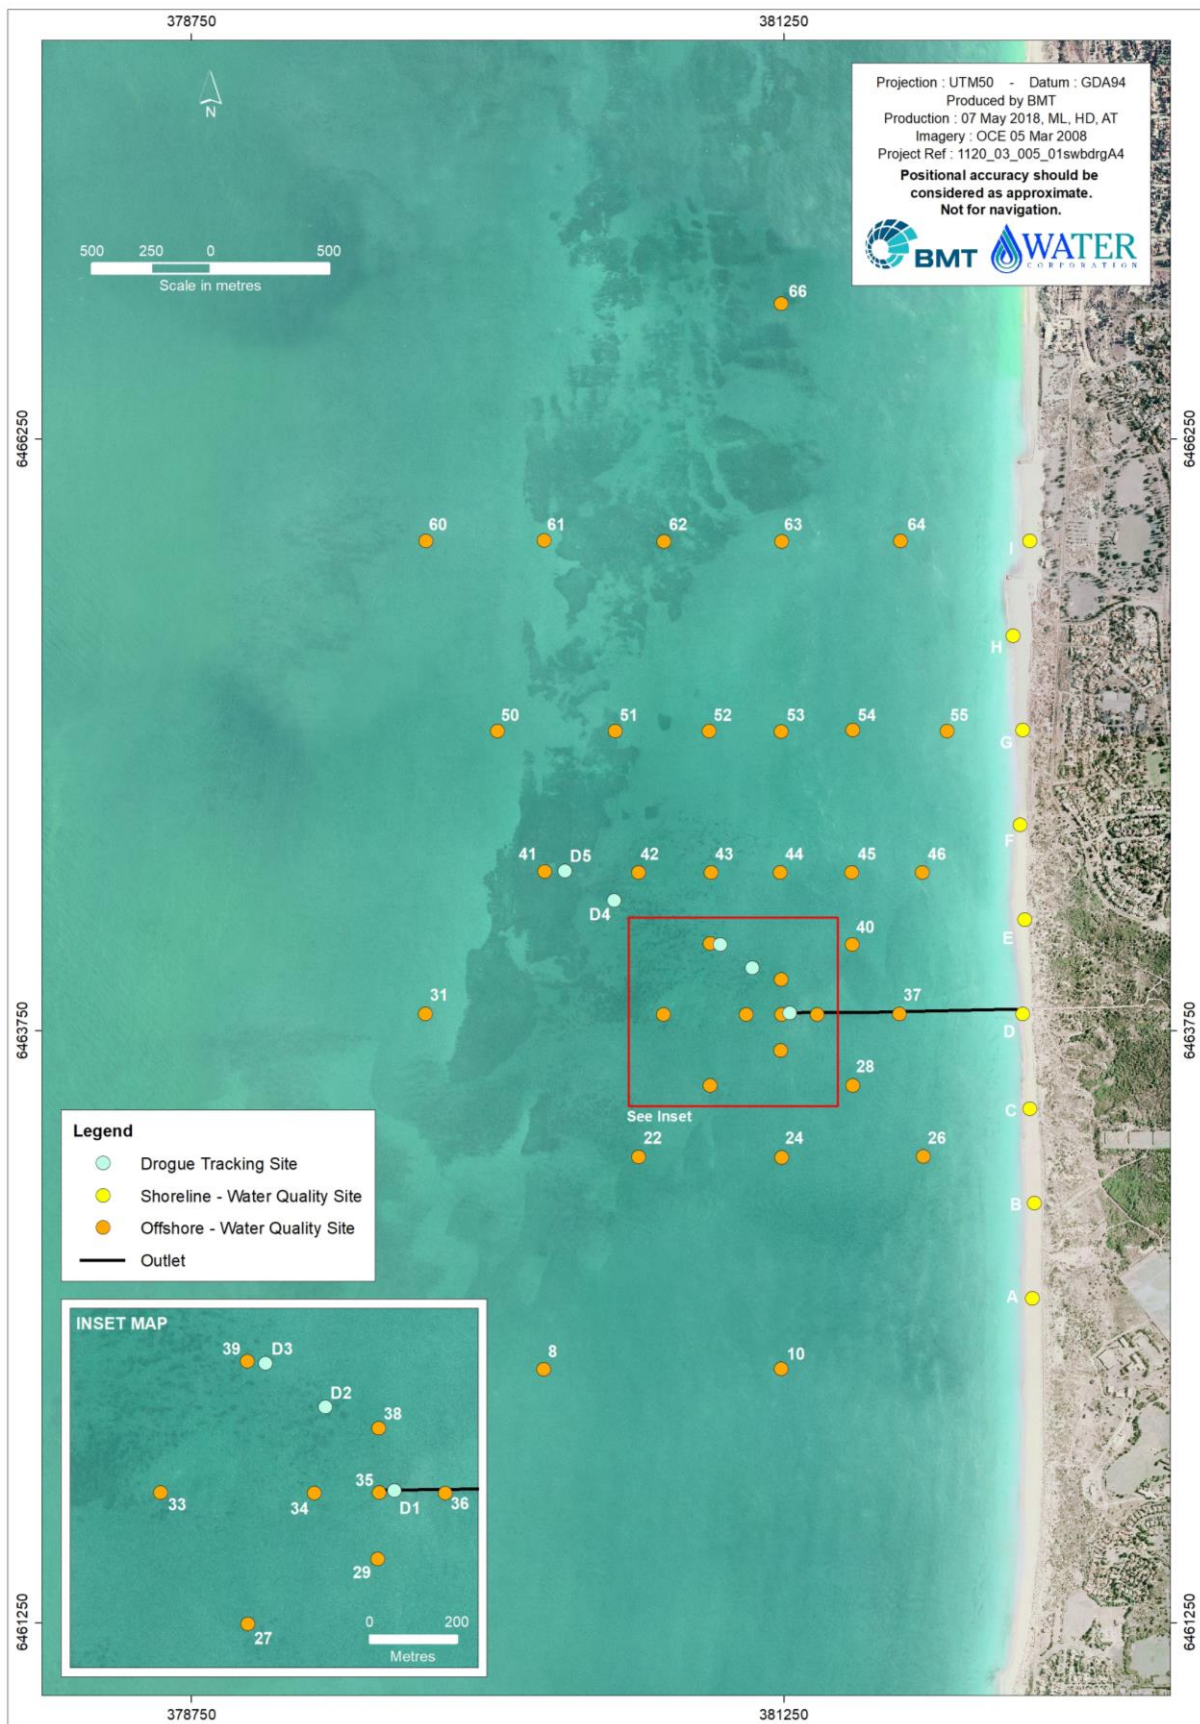 378750
381250
N
Projection : UTM50 - Datum : GDA94
Produced by BMT
Production : 07 May 2018, ML, HD, AT
Imagery : OCE 05 Mar 2008
Project Ref : 1120_03_005_01swbdrgA4
Positional accuracy should be
considered as approximate.
Not for navigation.
BMT
WATER
CORPORATION
500 250 0 500
Scale in metres
66
6466250
6466250
60 61 62 63 64
I
H
50 51 52 53 54 55
G
F
41 D5 42 43 44 45 46
D4
E
40
31
37
D
6463750
6463750
28
C
See Inset
22 24 26
B
A
8 10
Legend
Drogue Tracking Site
Shoreline - Water Quality Site
Offshore - Water Quality Site
Outlet
INSET MAP
39 D3
D2
38
35
33 34 D1 36
29
27
0 200
Metres
6461250
6461250
378750
381250